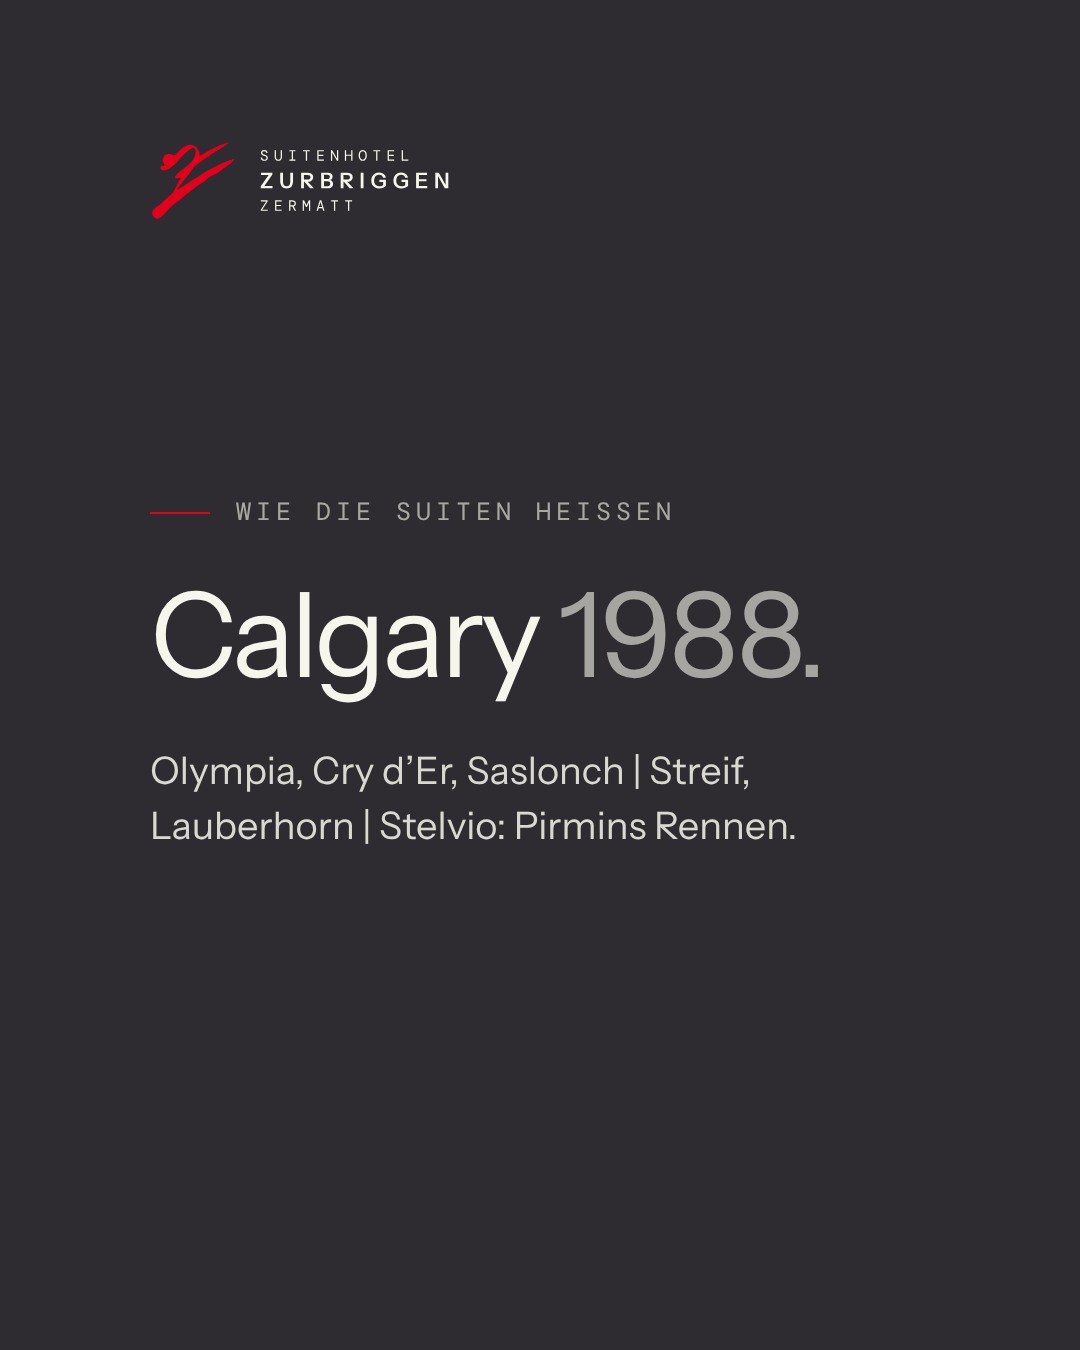 SUITENHOTEL
ZURBRIGGEN
ZERMATT
WIE DIE SUITEN HEISSEN
Calgary 1988.
Olympia, Cry d’Er, Saslonch | Streif,
Lauberhorn | Stelvio: Pirmins Rennen.